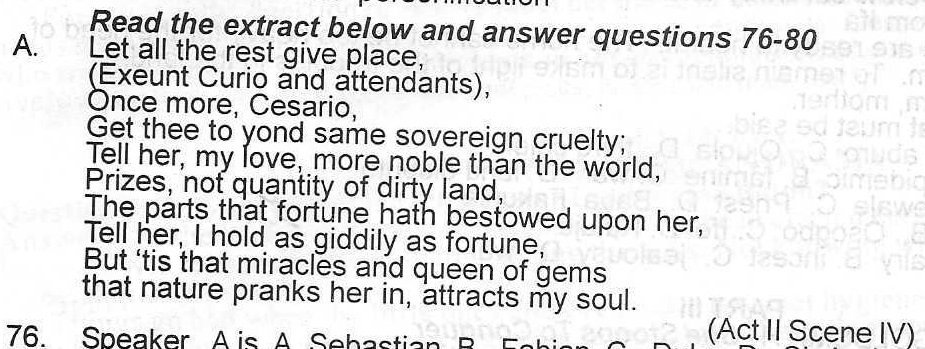 Read the extract below and answer questions 76-80
A. Let all the rest give place,
(Exeunt Curio and attendants),
Once more, Cesario,
Get thee to yond same sovereign cruelty;
Tell her, my love, more noble than the world,
Prizes, not quantity of dirty land,
The parts that fortune hath bestowed upon her,
Tell her, I hold as giddily as fortune,
But ‘tis that miracles and queen of gems
that nature pranks her in, attracts my soul.
(Act II Scene IV)
76. Speaker A is A. Sebastian B. Fabian C.